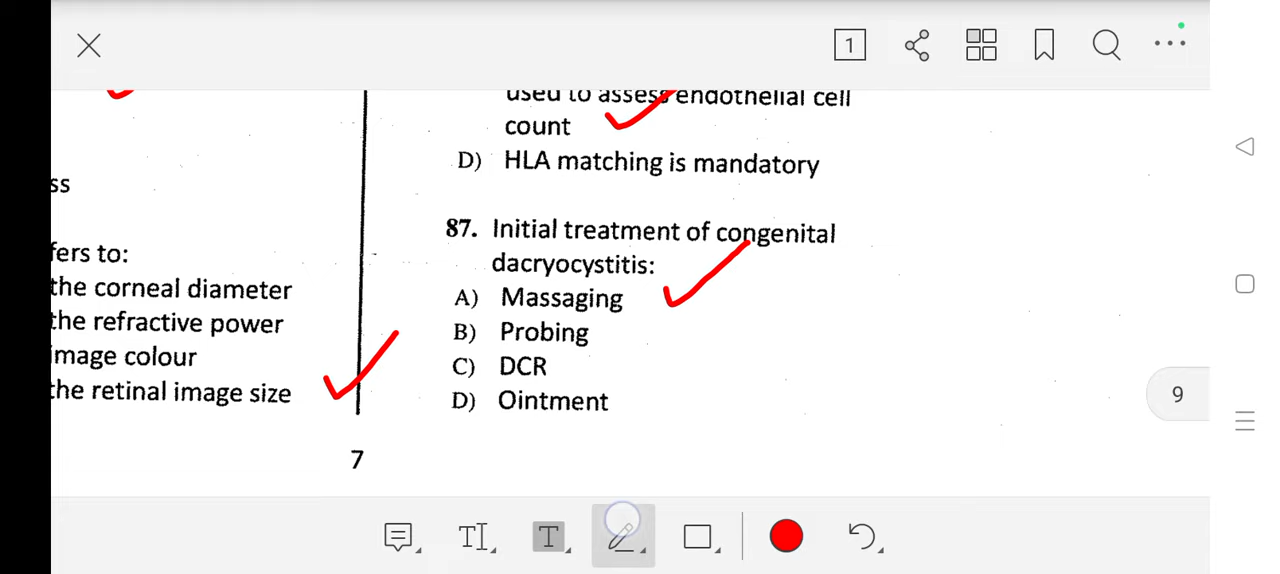 1
ss
fers to:
the corneal diameter
the refractive power
image colour
the retinal image size
7
used to assess endothelial cell
count
D) HLA matching is mandatory
87. Initial treatment of congenital
dacryocystitis:
A) Massaging
B) Probing
C) DCR
D) Ointment
9
TI
T